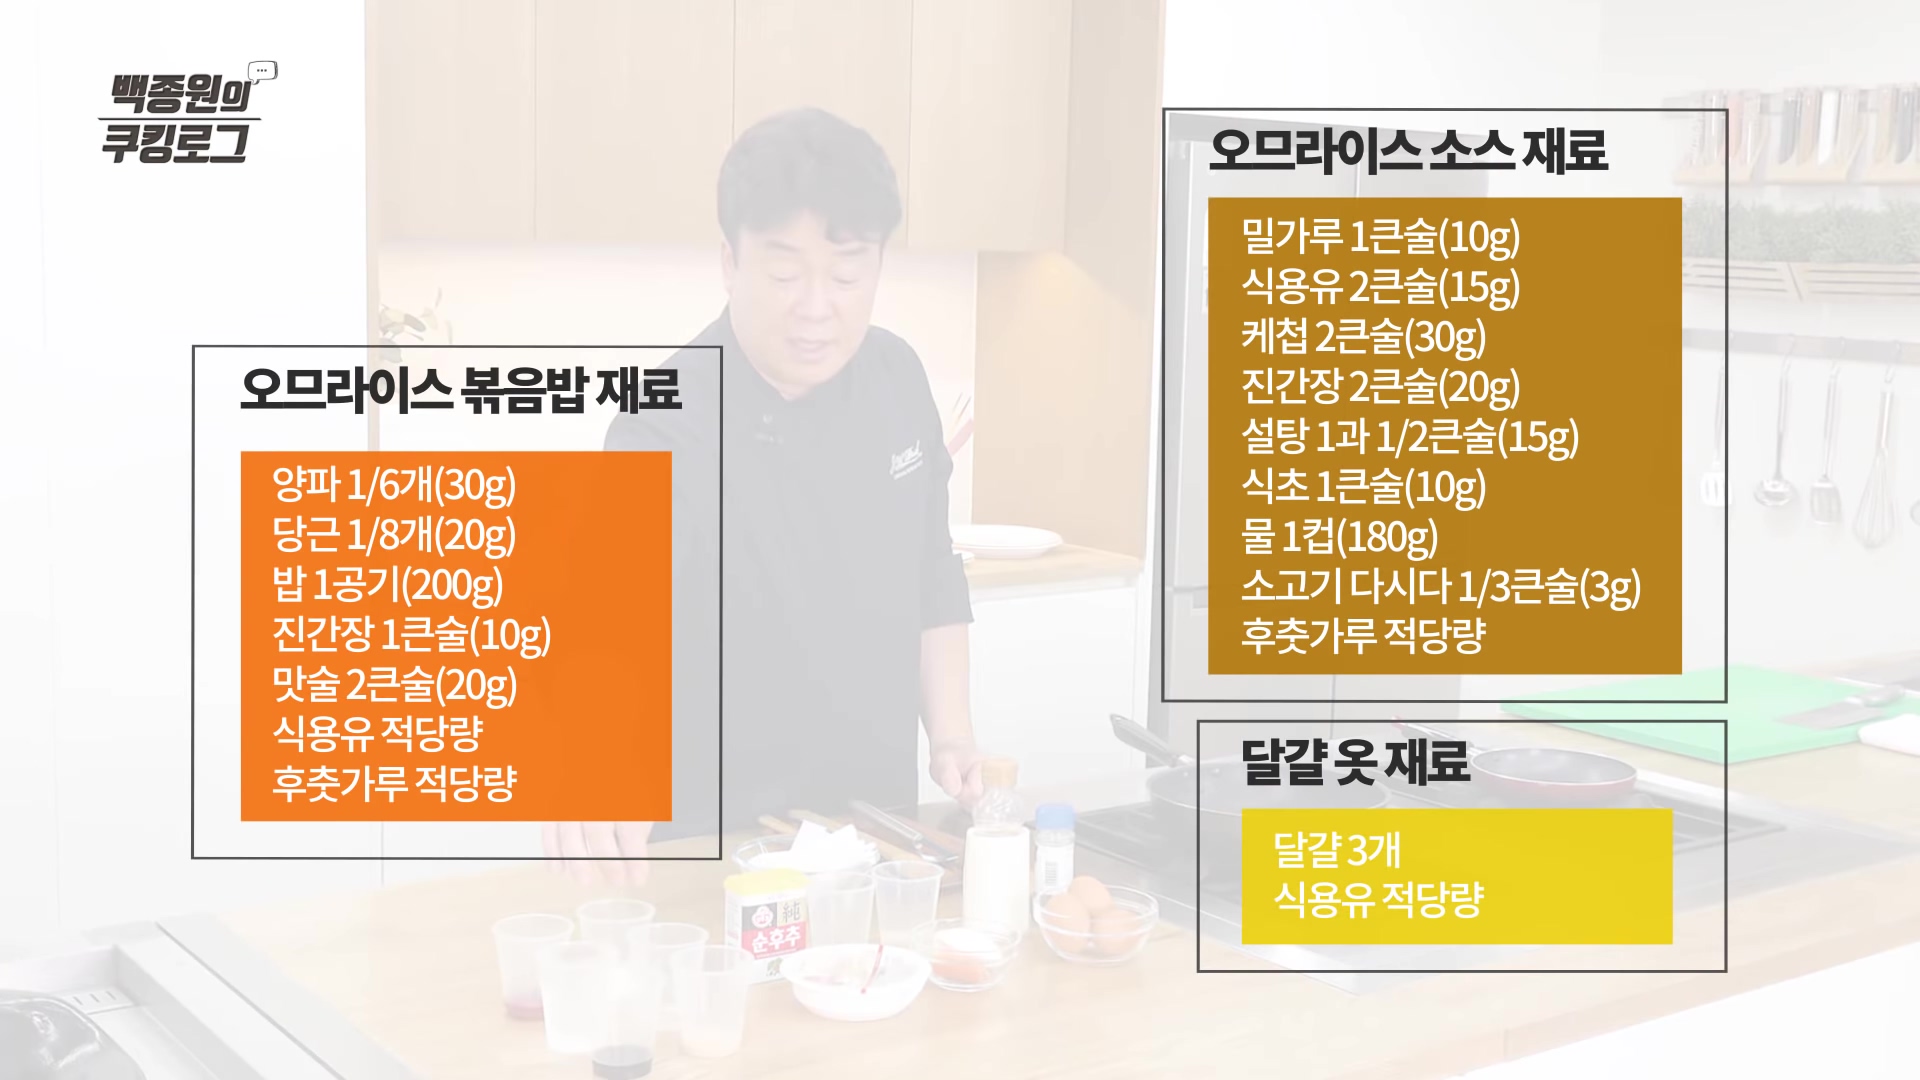 백종원의
쿠킹로그
오므라이스 볶음밥 재료
양파 1/6개(30g)
당근 1/8개(20g)
밥 1공기(200g)
진간장 1큰술(10g)
맛술 2큰술(20g)
식용유 적당량
후춧가루 적당량
오므라이스 소스 재료
밀가루 1큰술(10g)
식용유 2큰술(15g)
케첩 2큰술(30g)
진간장 2큰술(20g)
설탕 1과 1/2큰술(15g)
식초 1큰술(10g)
물 1컵(180g)
소고기 다시다 1/3큰술(3g)
후춧가루 적당량
달걀 옷 재료
달걀 3개
식용유 적당량
純
순후추